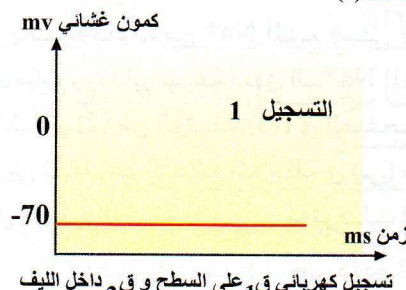 كمون غشائي mv
التسجيل 1
0
-70
زمن ms
تسجيل كهربائي ق1 على السطح و ق2 داخل الليف